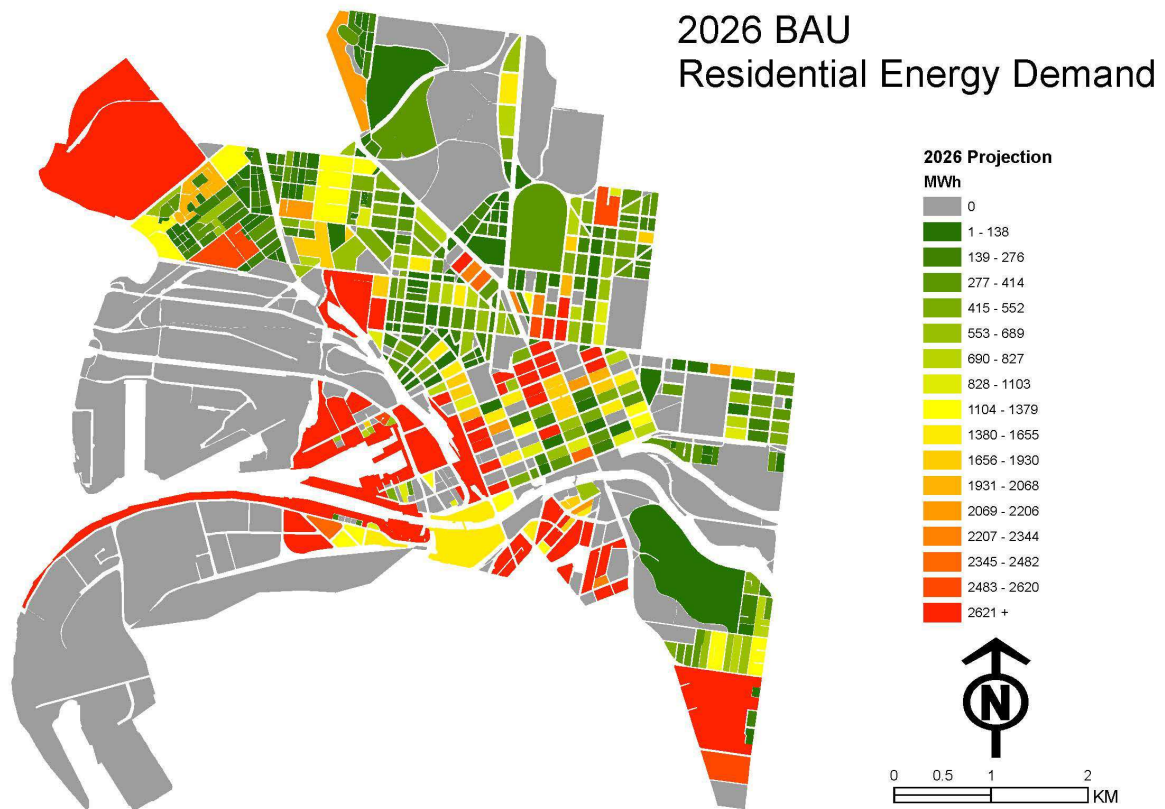 2026 BAU
Residential Energy Demand
2026 Projection
MWh
0
1 - 138
139 - 276
277 - 414
415 - 552
553 - 689
690 - 827
828 - 1103
1104 - 1379
1380 - 1655
1656 - 1930
1931 - 2068
2069 - 2206
2207 - 2344
2345 - 2482
2483 - 2620
2621 +
N
0 0.5 1 2
KM